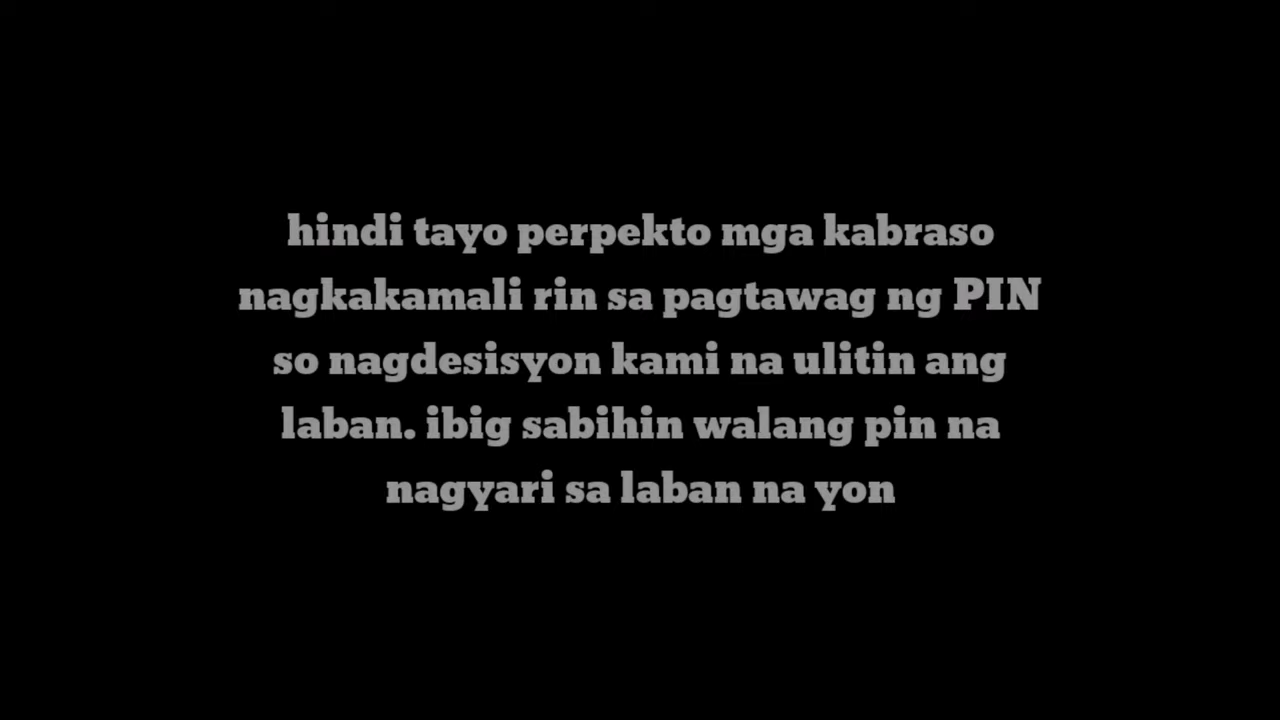 hindi tayo perpekto mga kabraso
nagkakamali rin sa pagtawag ng PIN
so nagdesisyon kami na ulitin ang
laban. ibig sabihin walang pin na
nagyari sa laban na yon